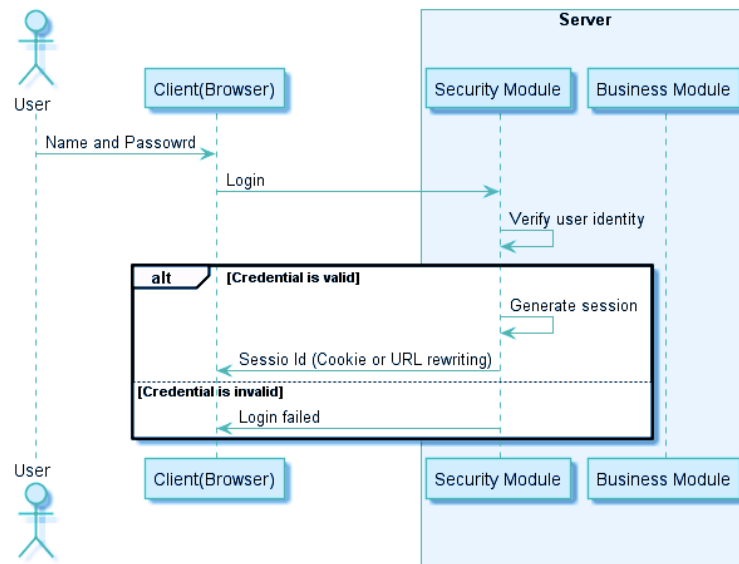 Server
User
Client(Browser)
Security Module
Business Module
Name and Passowrd
Login
Verify user identity
alt
[Credential is valid]
Generate session
Sessio Id (Cookie or URL rewriting)
[Credential is invalid]
Login failed
User
Client(Browser)
Security Module
Business Module